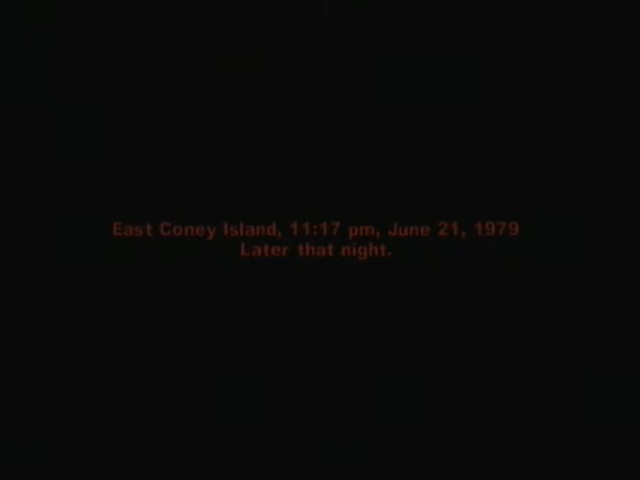 East Coney Island, 11:17 pm, June 21, 1979
Later that night.